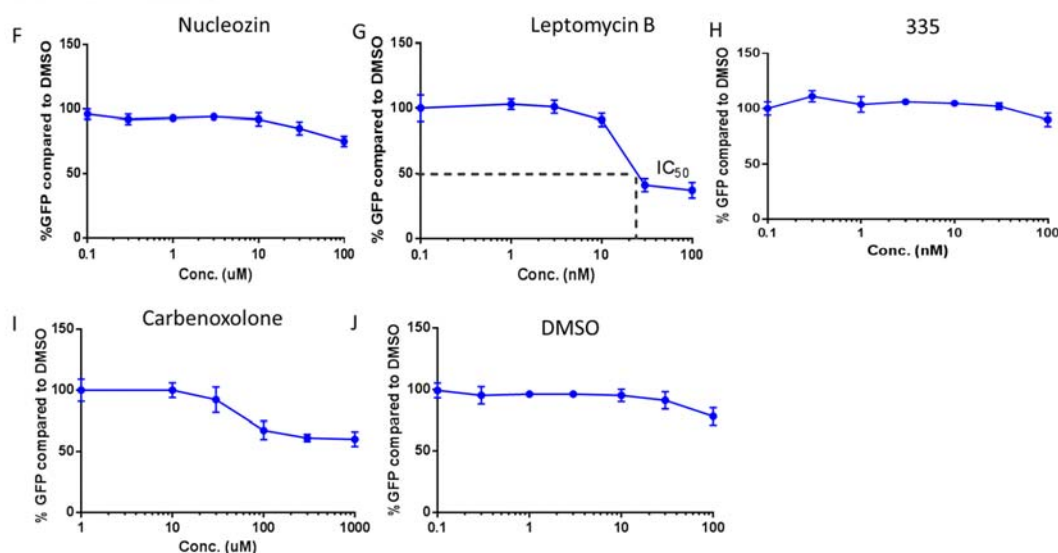 F
Nucleozin
%GFP compared to DMSO
150
100
50
0
0.1
1
10
100
Conc. (uM)
G
Leptomycin B
% GFP compared to DMSO
150
100
50
0
IC50
0.1
1
10
100
Conc. (nM)
H
335
% GFP compared to DMSO
150
100
50
0
0.1
1
10
100
Conc. (nM)
I
Carbenoxolone
% GFP compared to DMSO
150
100
50
0
1
10
100
1000
Conc. (uM)
J
DMSO
% GFP compared to DMSO
150
100
50
0
0.1
1
10
100